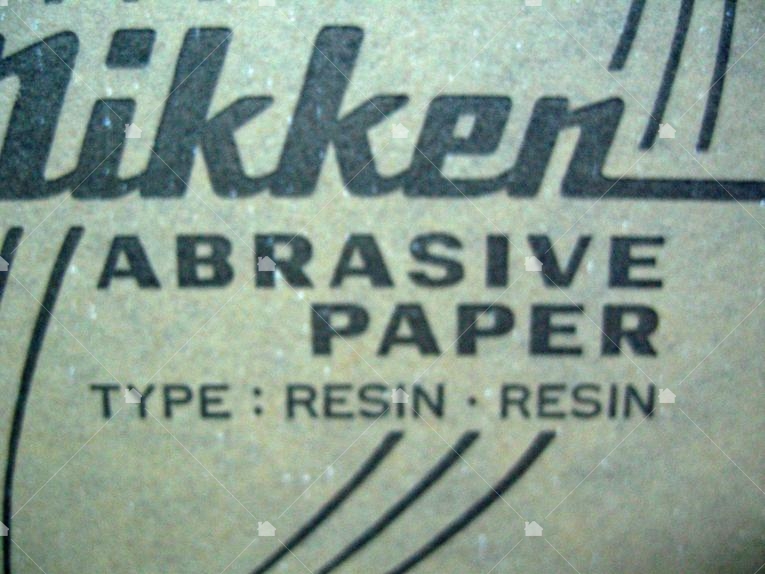 Nikken
ABRASIVE
PAPER
TYPE : RESIN · RESIN